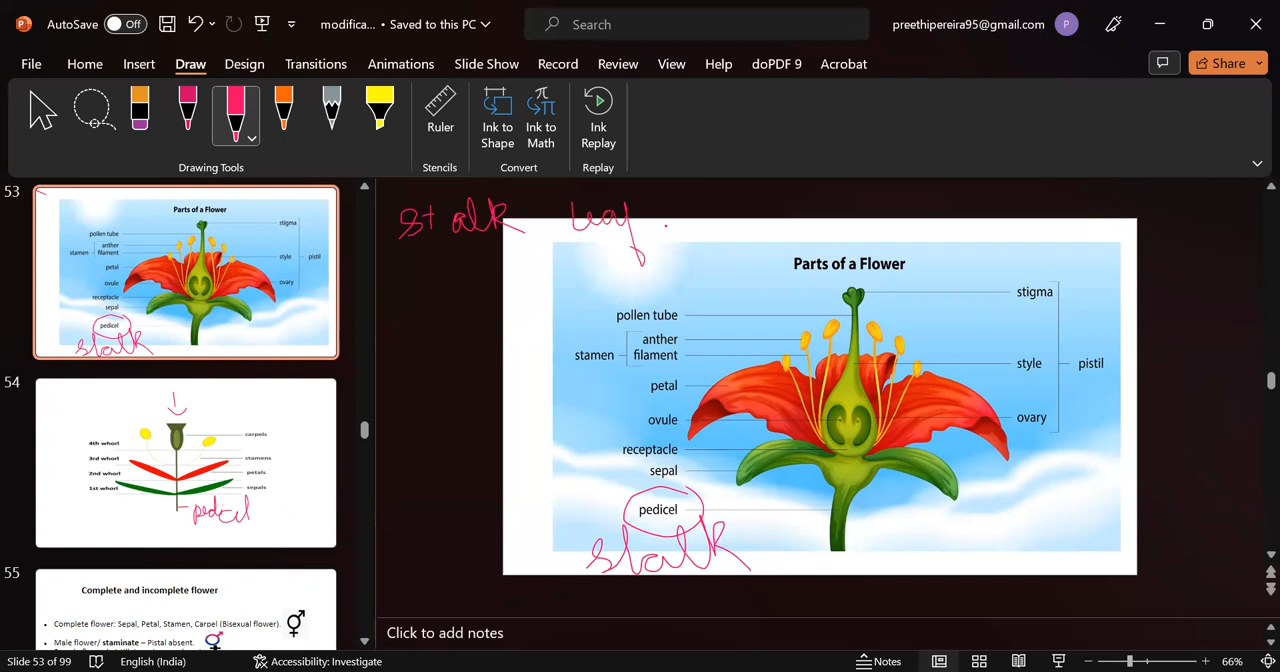 AutoSave Off modifica... • Saved to this PC Search preethipereira95@gmail.com P
File Home Insert Draw Design Transitions Animations Slide Show Record Review View Help doPDF 9 Acrobat Share
Ruler Ink to Shape Ink to Math Ink Replay
Drawing Tools Stencils Convert Replay
53
Parts of a Flower
stigma
pollen tube
anther
stamen filament
style pistil
petal
ovule
ovary
receptacle
sepal
pedicel
stalk
54
carpels
4th whorl
3rd whorl
stamens
2nd whorl
petals
1st whorl
sepals
pedicel
55
Complete and incomplete flower
• Complete flower: Sepal, Petal, Stamen, Carpel (Bisexual flower).
• Male flower/ staminate – Pistal absent.
stalk leaf.
Parts of a Flower
stigma
pollen tube
anther
stamen filament
style pistil
petal
ovule
ovary
receptacle
sepal
pedicel
stalk
Click to add notes
Slide 53 of 99 English (India) Accessibility: Investigate Notes 66%